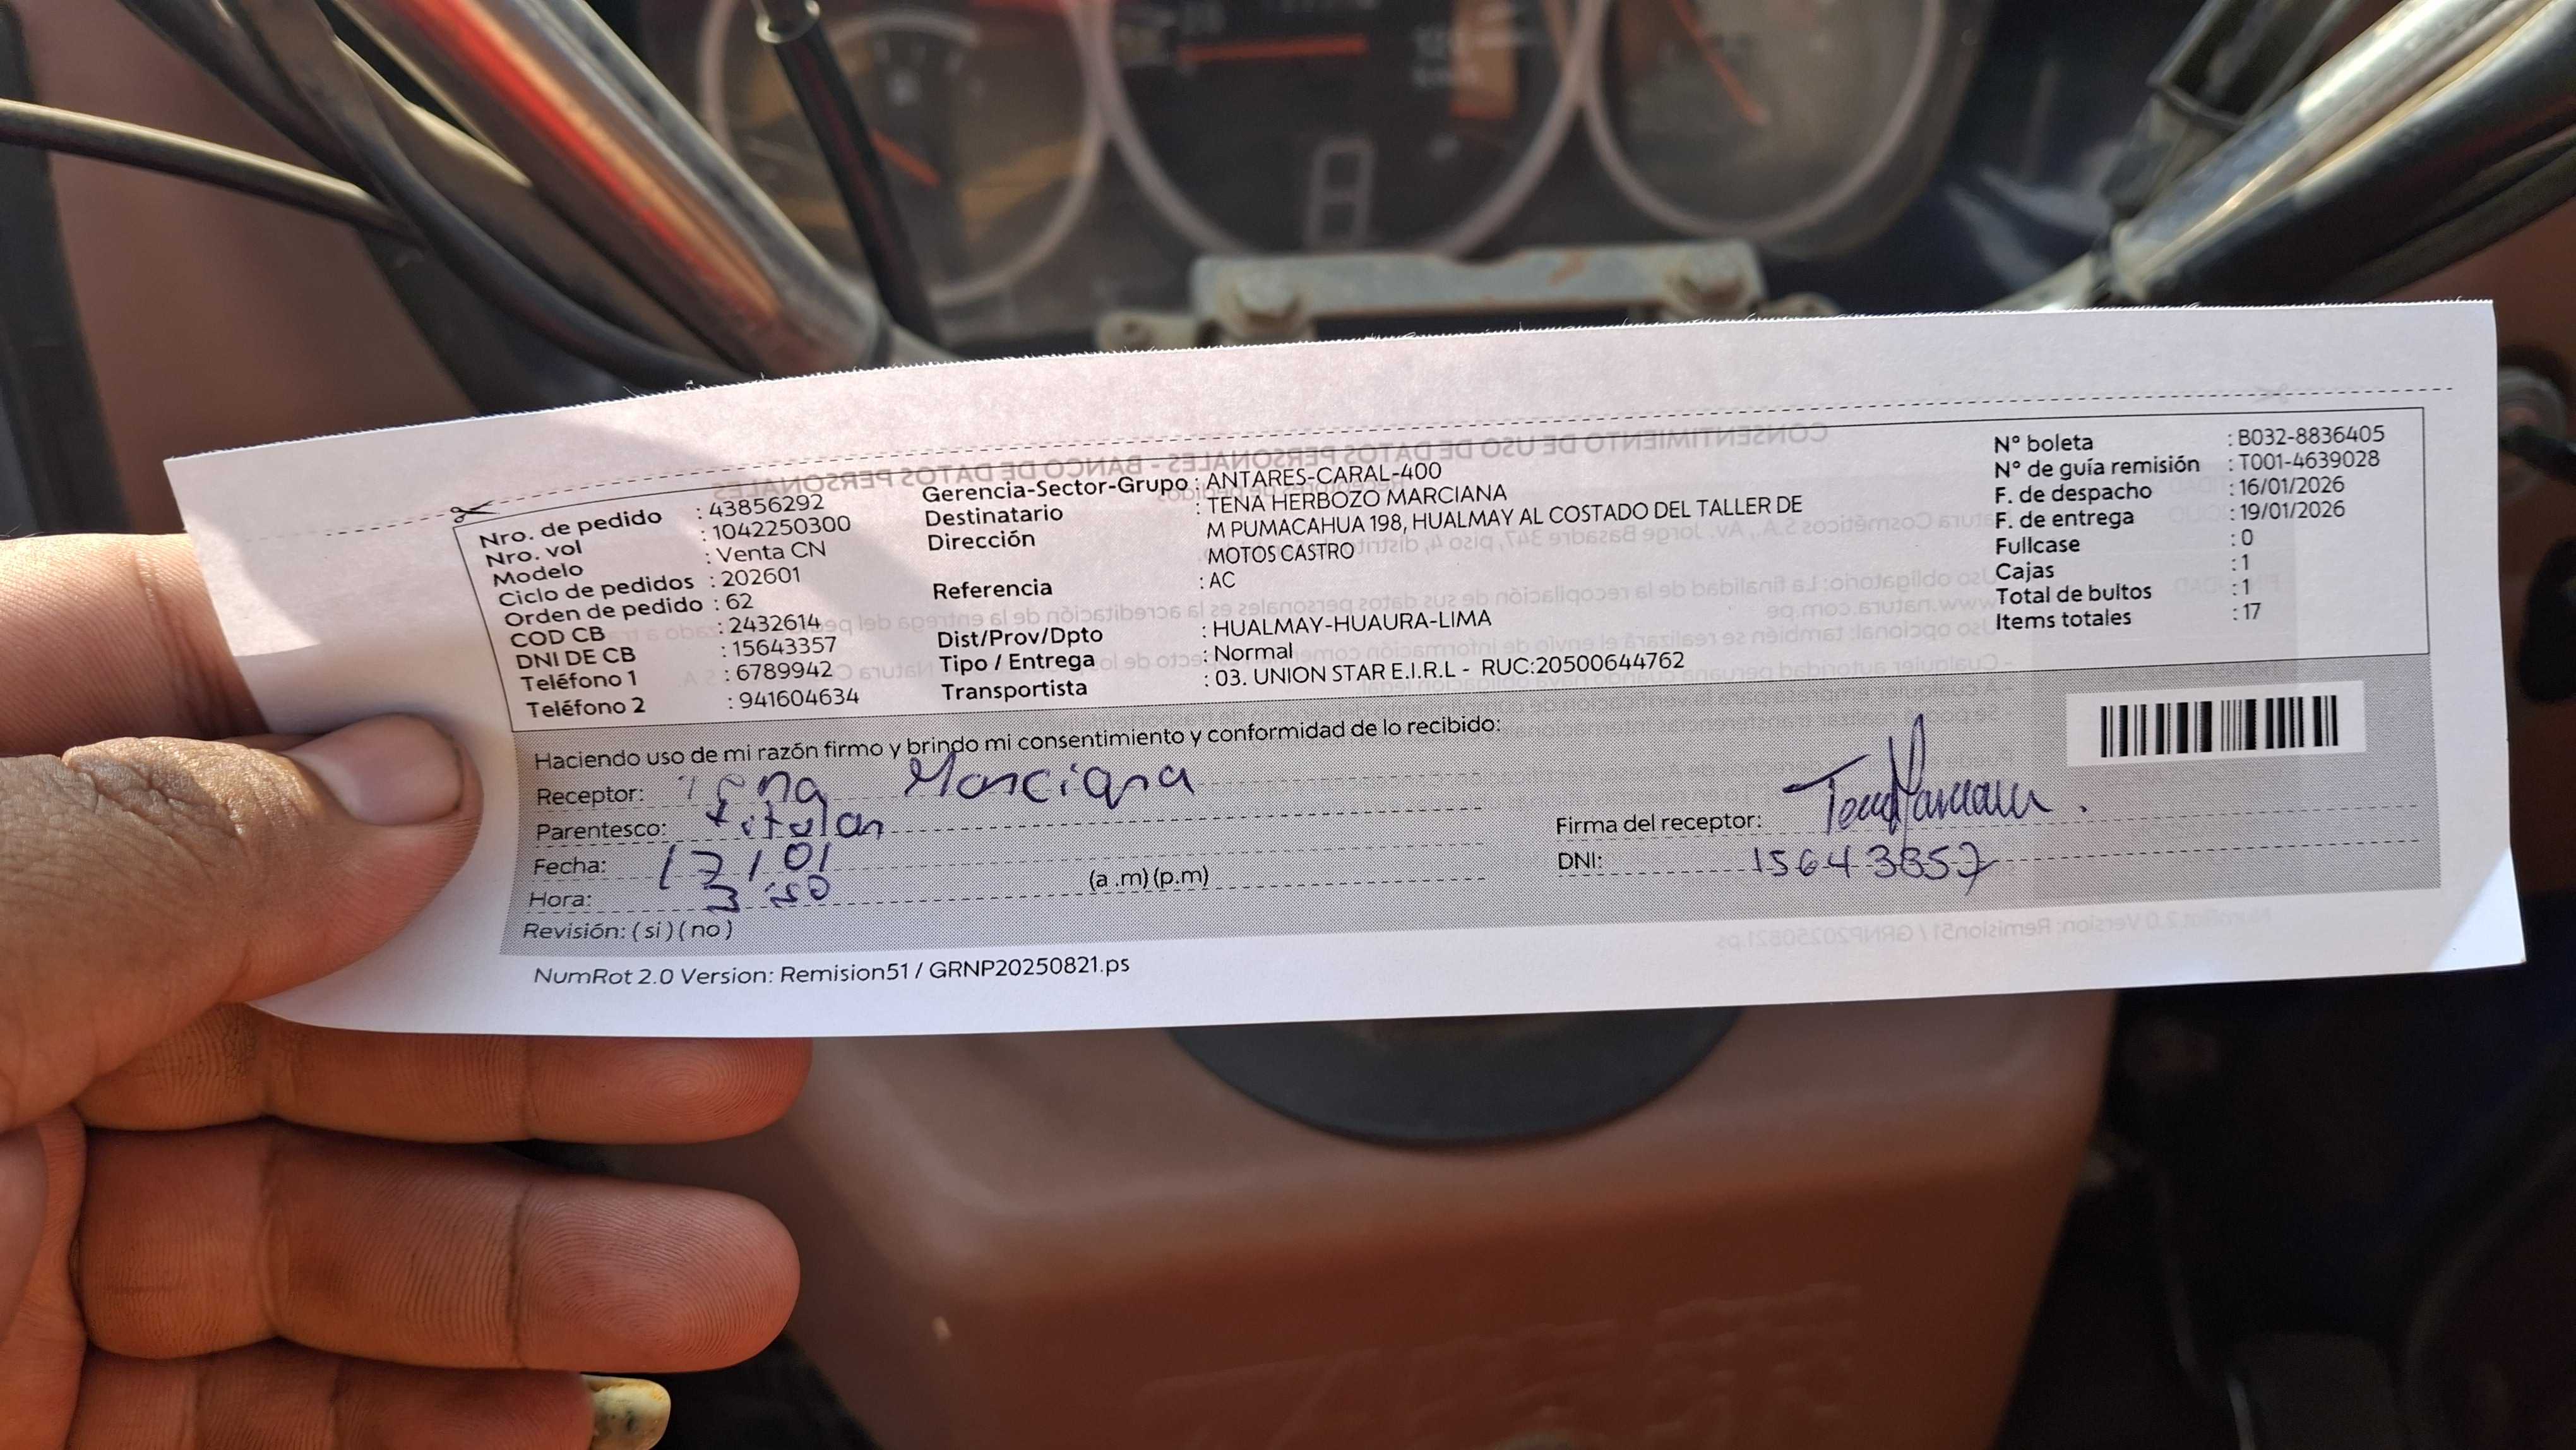 Nro. de pedido : 43856292
Nro. vol : 1042250300
Modelo : Venta CN
Ciclo de pedidos : 202601
Orden de pedido : 62
COD CB : 2432614
DNI DE CB : 15643357
Teléfono 1 : 6789942
Teléfono 2 : 941604634
Gerencia-Sector-Grupo : ANTARES-CARAL-400
Destinatario : TENA HERBOZO MARCIANA
Dirección : M PUMACAHUA 198, HUALMAY AL COSTADO DEL TALLER DE
MOTOS CASTRO
Referencia : AC
Dist/Prov/Dpto : HUALMAY-HUAURA-LIMA
Tipo / Entrega : Normal
Transportista : 03. UNION STAR E.I.R.L - RUC:20500644762
N° boleta : B032-8836405
N° de guía remisión : T001-4639028
F. de despacho : 16/01/2026
F. de entrega : 19/01/2026
Fullcase : 0
Cajas : 1
Total de bultos : 1
Items totales : 17
Haciendo uso de mi razón firmo y brindo mi consentimiento y conformidad de lo recibido:
Receptor: Tena Marciana
Parentesco: titular
Fecha: 17/01
Hora: 3:50 (a .m) (p.m)
Revisión: ( si ) ( no )
Firma del receptor: Tena Marciana
DNI: 15643357
NumRot 2.0 Version: Remision51 / GRNP20250821.ps